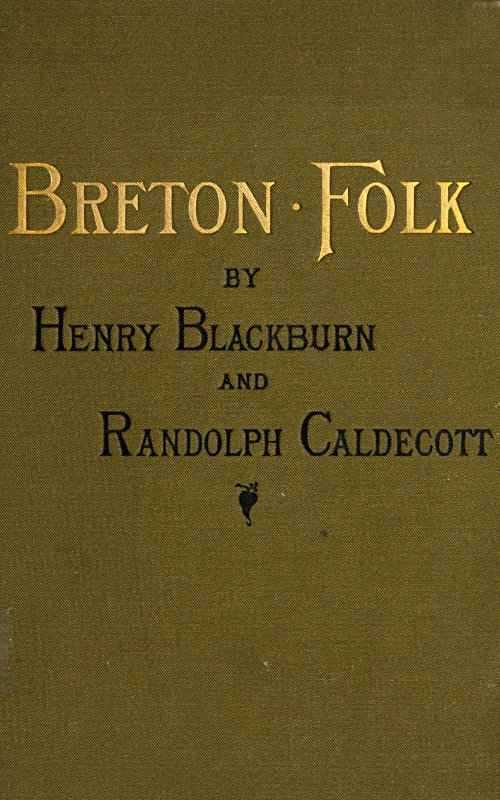 BRETON · FOLK
BY
HENRY BLACKBURN
AND
RANDOLPH CALDECOTT